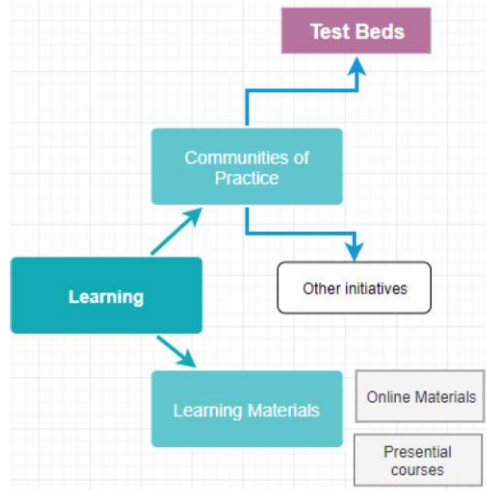 Test Beds
Communities of
Practice
Learning
Other initiatives
Learning Materials
Online Materials
Presential
courses